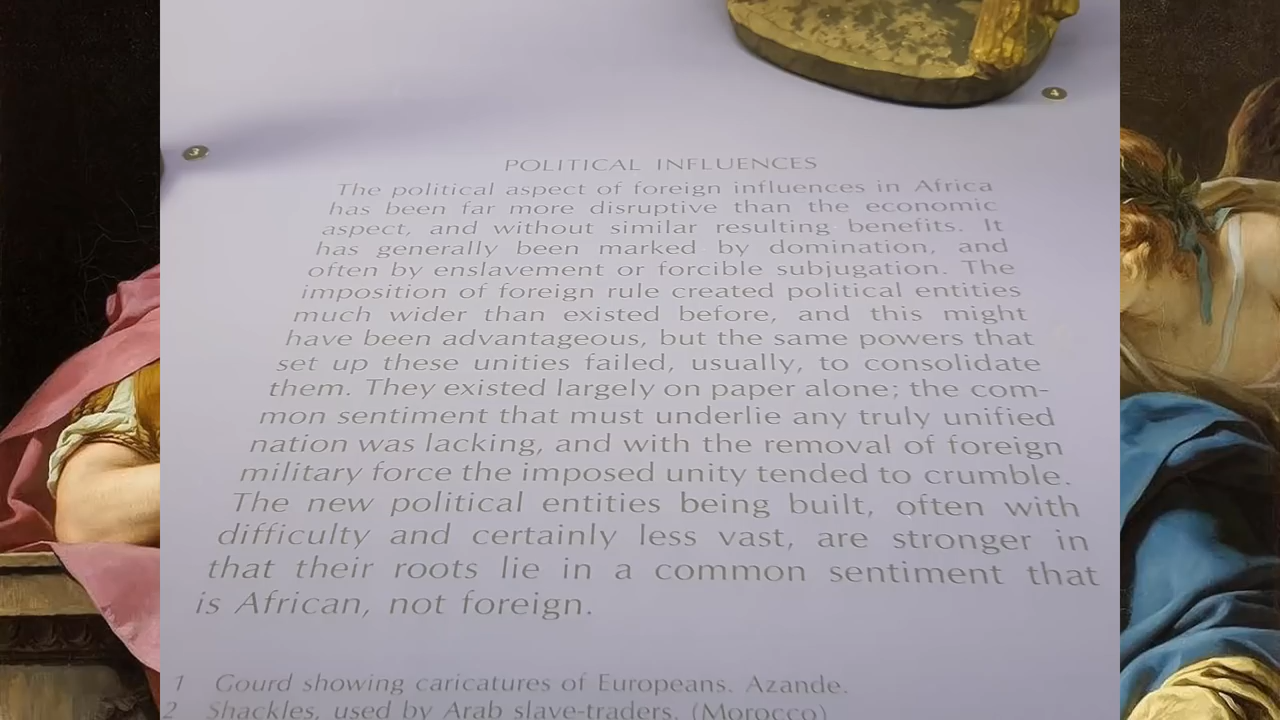 3
4
POLITICAL INFLUENCES
The political aspect of foreign influences in Africa
has been far more disruptive than the economic
aspect, and without similar resulting benefits. It
has generally been marked by domination, and
often by enslavement or forcible subjugation. The
imposition of foreign rule created political entities
much wider than existed before, and this might
have been advantageous, but the same powers that
set up these unities failed, usually, to consolidate
them. They existed largely on paper alone; the com-
mon sentiment that must underlie any truly unified
nation was lacking, and with the removal of foreign
military force the imposed unity tended to crumble.
The new political entities being built, often with
difficulty and certainly less vast, are stronger in
that their roots lie in a common sentiment that
is African, not foreign.
1 Gourd showing caricatures of Europeans. Azande.
2 Shackles, used by Arab slave-traders. (Morocco)